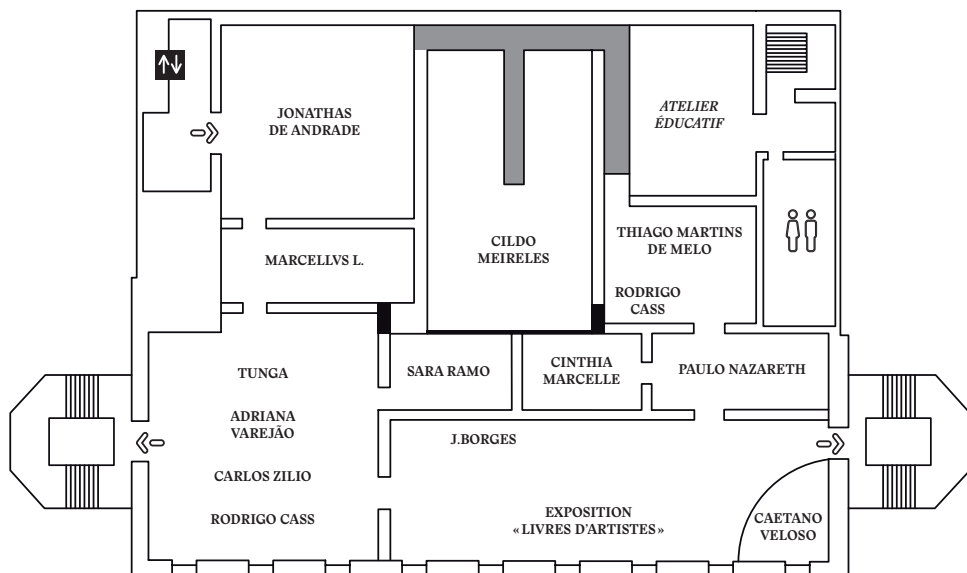 JONATHAS
DE ANDRADE
ATELIER
ÉDUCATIF
MARCELLVS L.
CILDO
MEIRELES
THIAGO MARTINS
DE MELO
RODRIGO
CASS
TUNGA
SARA RAMO
CINTHIA
MARCELLE
PAULO NAZARETH
ADRIANA
VAREJÃO
J.BORGES
CARLOS ZILIO
RODRIGO CASS
EXPOSITION
«LIVRES D'ARTISTES»
CAETANO
VELOSO